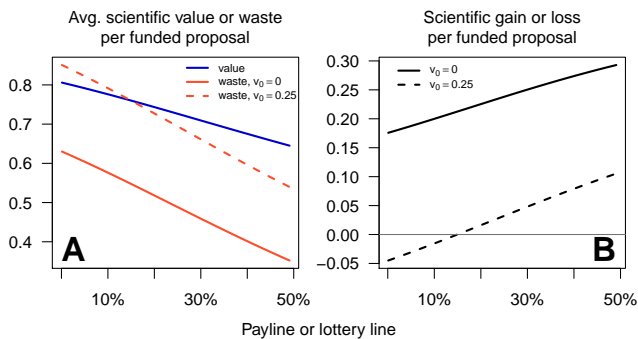 Avg. scientific value or waste
per funded proposal
value
waste, v₀ = 0
waste, v₀ = 0.25
0.8
0.7
0.6
0.5
0.4
A
10%
30%
50%
Scientific gain or loss
per funded proposal
v₀ = 0
v₀ = 0.25
0.30
0.25
0.20
0.15
0.10
0.05
0.00
−0.05
B
10%
30%
50%
Payline or lottery line